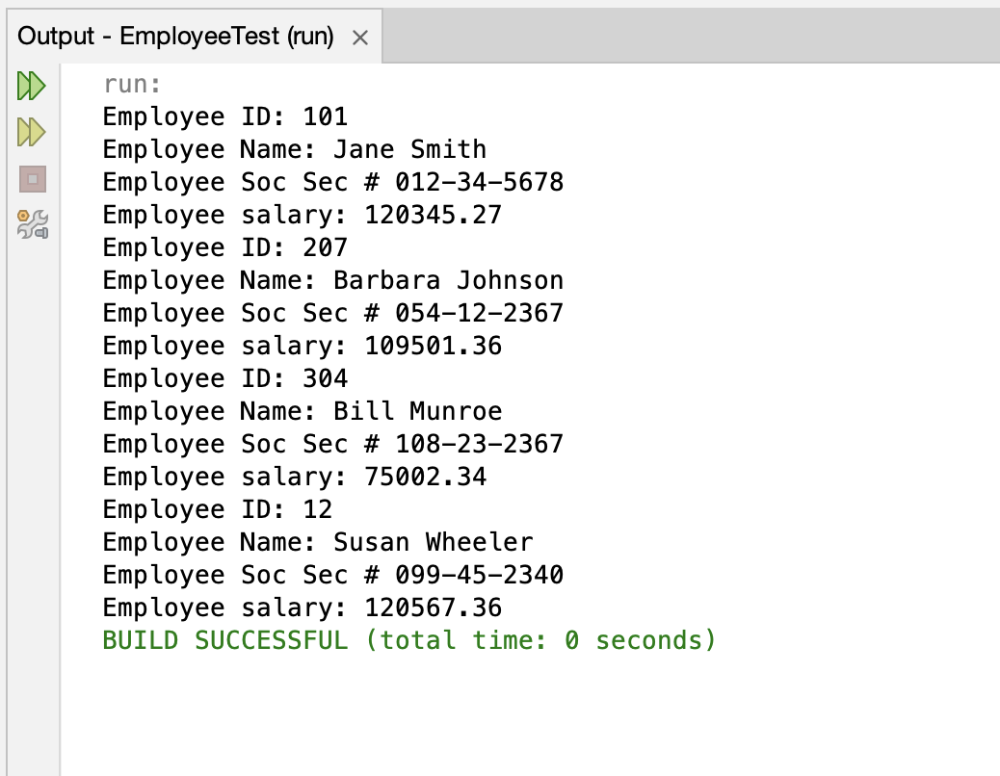 Output - EmployeeTest (run)
run:
Employee ID: 101
Employee Name: Jane Smith
Employee Soc Sec # 012-34-5678
Employee salary: 120345.27
Employee ID: 207
Employee Name: Barbara Johnson
Employee Soc Sec # 054-12-2367
Employee salary: 109501.36
Employee ID: 304
Employee Name: Bill Munroe
Employee Soc Sec # 108-23-2367
Employee salary: 75002.34
Employee ID: 12
Employee Name: Susan Wheeler
Employee Soc Sec # 099-45-2340
Employee salary: 120567.36
BUILD SUCCESSFUL (total time: 0 seconds)